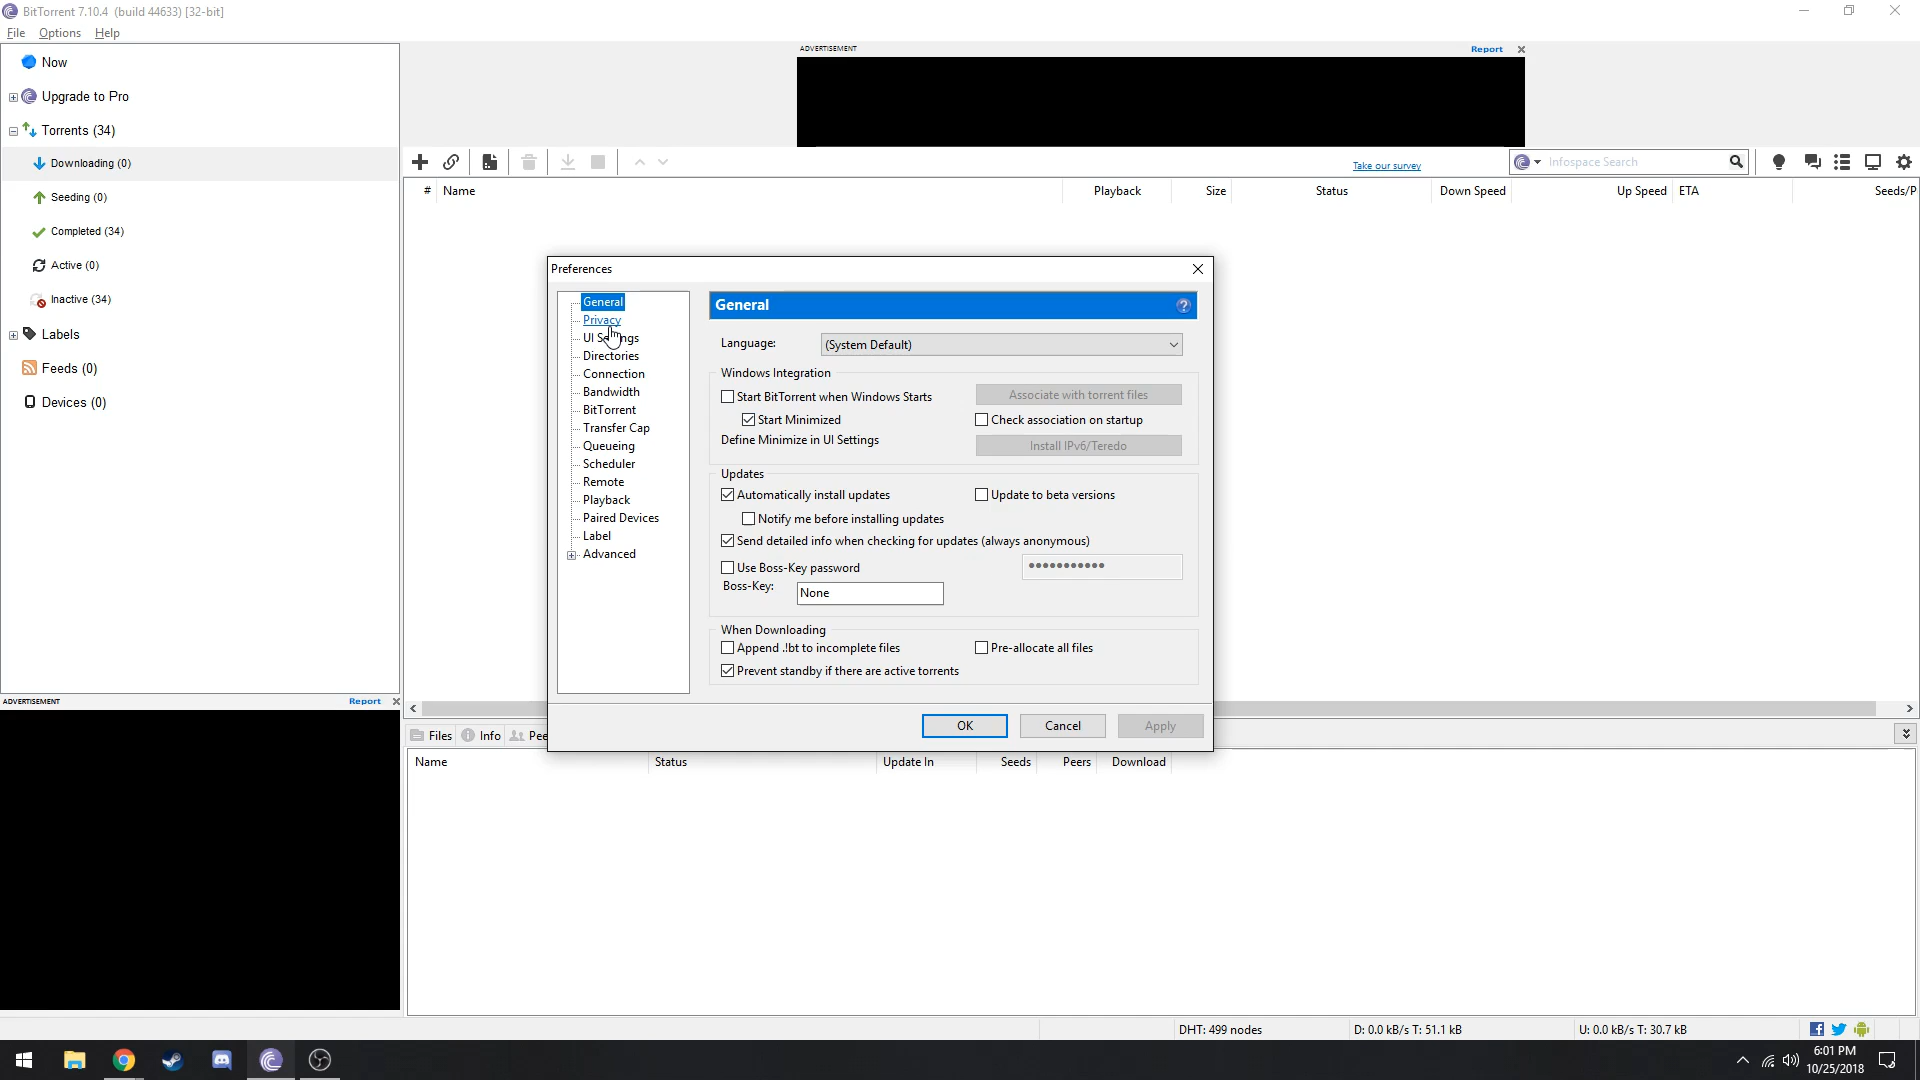 BitTorrent 7.10.4 (build 44633) [32-bit]
File Options Help
Now
Upgrade to Pro
Torrents (34)
Downloading (0)
Seeding (0)
Completed (34)
Active (0)
Inactive (34)
Labels
Feeds (0)
Devices (0)
ADVERTISEMENT Report
ADVERTISEMENT Report
Take our survey
Infospace Search
# Name Playback Size Status Down Speed Up Speed ETA Seeds/P
Preferences
General
Privacy
UI Settings
Directories
Connection
Bandwidth
BitTorrent
Transfer Cap
Queueing
Scheduler
Remote
Playback
Paired Devices
Label
Advanced
General
Language: (System Default)
Windows Integration
Start BitTorrent when Windows Starts Associate with torrent files
Start Minimized Check association on startup
Define Minimize in UI Settings Install IPv6/Teredo
Updates
Automatically install updates Update to beta versions
Notify me before installing updates
Send detailed info when checking for updates (always anonymous)
Use Boss-Key password
Boss-Key: None
When Downloading
Append .!bt to incomplete files Pre-allocate all files
Prevent standby if there are active torrents
OK Cancel Apply
Files Info Pee
Name Status Update In Seeds Peers Download
DHT: 499 nodes D: 0.0 kB/s T: 51.1 kB U: 0.0 kB/s T: 30.7 kB
6:01 PM
10/25/2018